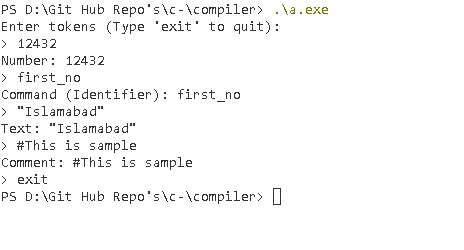 PS D:\Git Hub Repo's\c-\compiler> .\a.exe
Enter tokens (Type 'exit' to quit):
> 12432
Number: 12432
> first_no
Command (Identifier): first_no
> "Islamabad"
Text: "Islamabad"
> #This is sample
Comment: #This is sample
> exit
PS D:\Git Hub Repo's\c-\compiler>